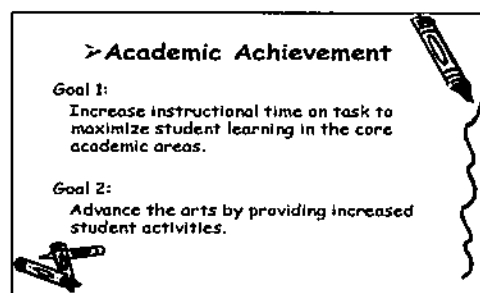 ➢Academic Achievement
Goal 1:
Increase instructional time on task to
maximize student learning in the core
academic areas.
Goal 2:
Advance the arts by providing increased
student activities.